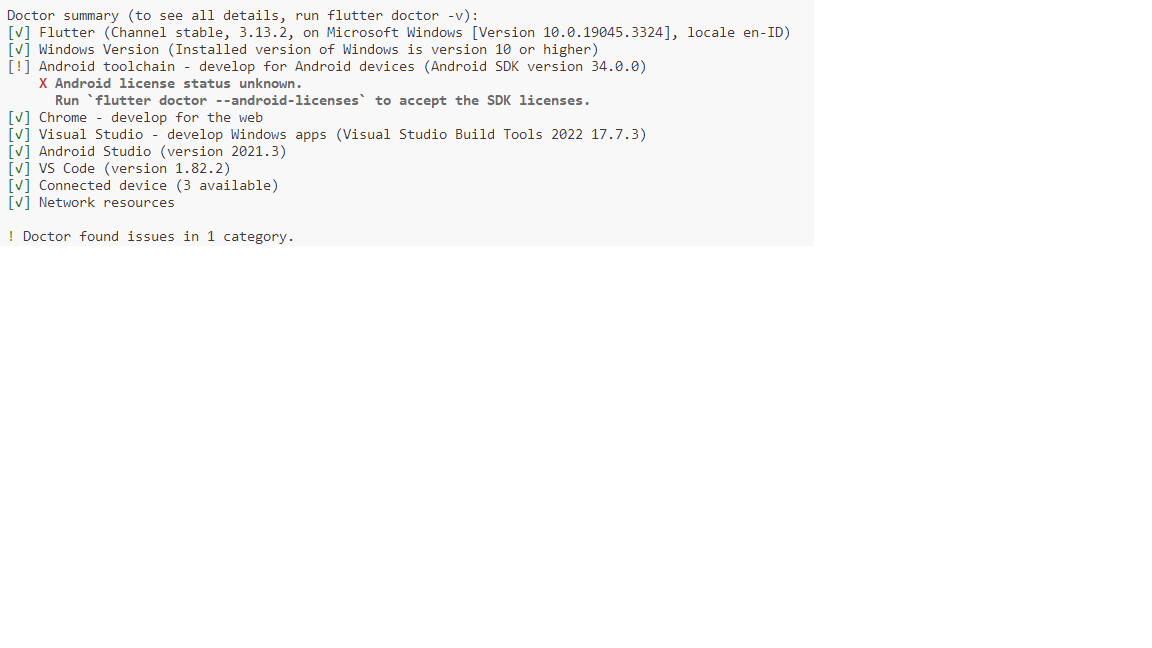 Doctor summary (to see all details, run flutter doctor -v):
[√] Flutter (Channel stable, 3.13.2, on Microsoft Windows [Version 10.0.19045.3324], locale en-ID)
[√] Windows Version (Installed version of Windows is version 10 or higher)
[!] Android toolchain - develop for Android devices (Android SDK version 34.0.0)
    X Android license status unknown.
      Run `flutter doctor --android-licenses` to accept the SDK licenses.
[√] Chrome - develop for the web
[√] Visual Studio - develop Windows apps (Visual Studio Build Tools 2022 17.7.3)
[√] Android Studio (version 2021.3)
[√] VS Code (version 1.82.2)
[√] Connected device (3 available)
[√] Network resources

! Doctor found issues in 1 category.